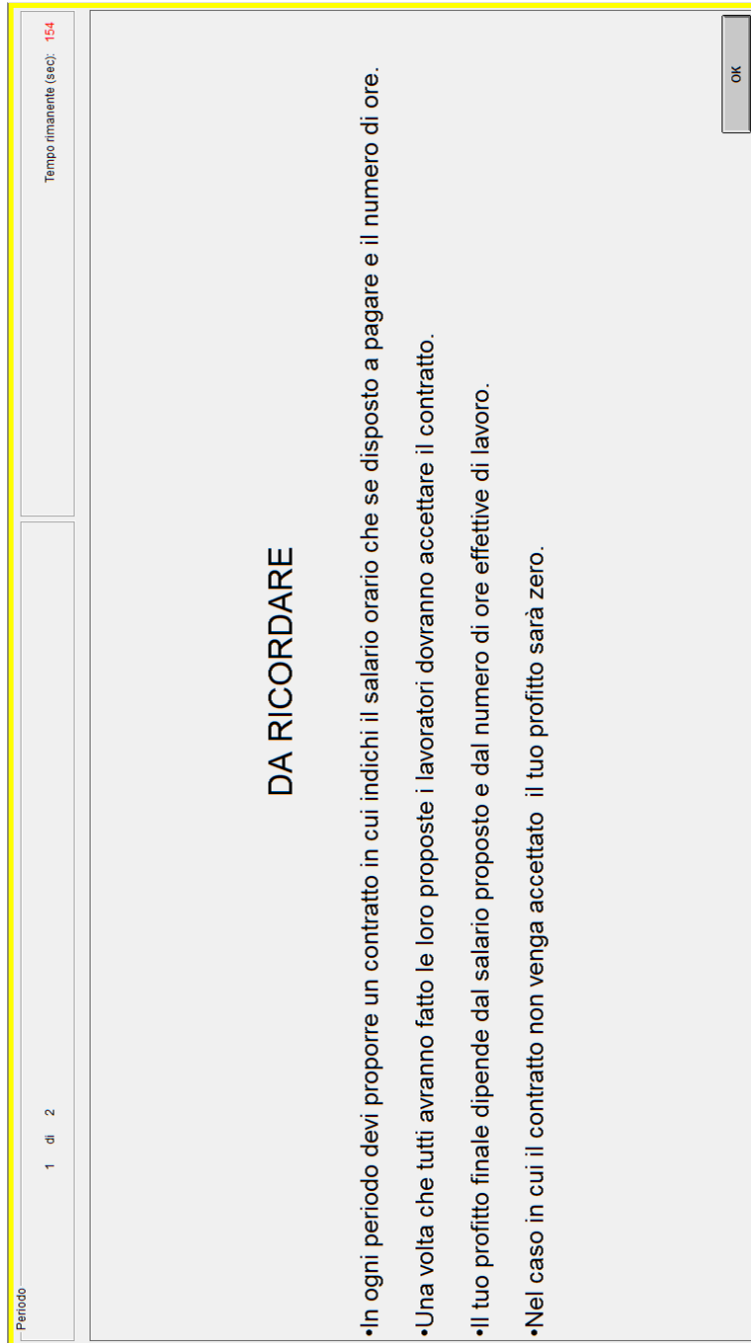 Periodo
1 di 2
Tempo rimanente (sec): 154
DA RICORDARE
•In ogni periodo devi proporre un contratto in cui indichi il salario orario che se disposto a pagare e il numero di ore.
•Una volta che tutti avranno fatto le loro proposte i lavoratori dovranno accettare il contratto.
•Il tuo profitto finale dipende dal salario proposto e dal numero di ore effettive di lavoro.
•Nel caso in cui il contratto non venga accettato il tuo profitto sarà zero.
OK